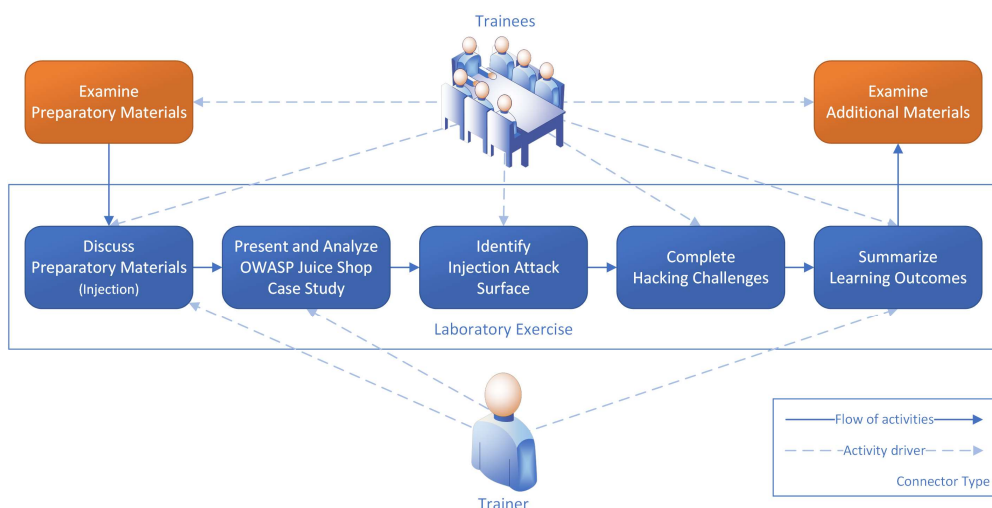 Trainees
Examine
Preparatory Materials
Examine
Additional Materials
Discuss
Preparatory Materials
(Injection)
Present and Analyze
OWASP Juice Shop
Case Study
Identify
Injection Attack
Surface
Complete
Hacking Challenges
Summarize
Learning Outcomes
Laboratory Exercise
Trainer
Flow of activities
Activity driver
Connector Type